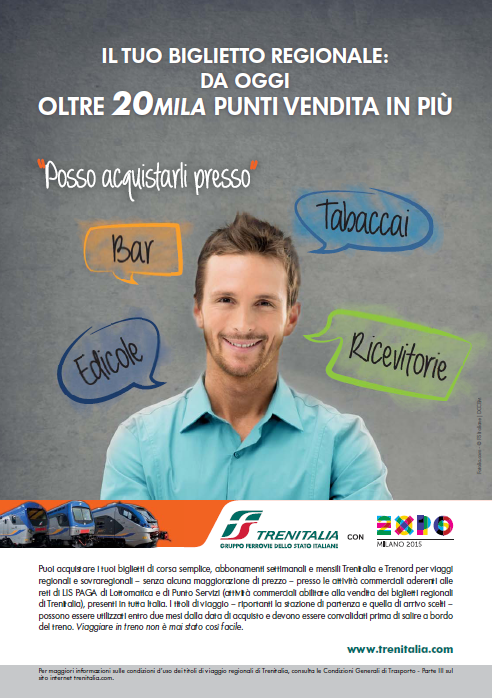 IL TUO BIGLIETTO REGIONALE:
DA OGGI
OLTRE 20MILA PUNTI VENDITA IN PIÙ
"Posso acquistarli presso"
Tabaccai
Bar
Edicole
Ricevitorie
TRENITALIA
GRUPPO FERROVIE DELLO STATO ITALIANE
CON
EXPO
MILANO 2015
Puoi acquistare i tuoi biglietti di corsa semplice, abbonamenti settimanali e mensili Trenitalia e Trenord per viaggi
regionali e sovraregionali – senza alcuna maggiorazione di prezzo – presso le attività commerciali aderenti alle
reti di LIS PAGA di Lottomatica e di Punto Servizi (attività commerciali abilitate alla vendita dei biglietti regionali
di Trenitalia), presenti in tutta Italia. I titoli di viaggio – riportanti la stazione di partenza e quella di arrivo scelti –
possono essere utilizzati entro due mesi dalla data di acquisto e devono essere convalidati prima di salire a bordo
del treno. Viaggiare in treno non è mai stato così facile.
www.trenitalia.com
Per maggiori informazioni sulle condizioni d'uso dei titoli di viaggio regionali di Trenitalia, consulta le Condizioni Generali di Trasporto - Parte III sul
sito internet trenitalia.com.